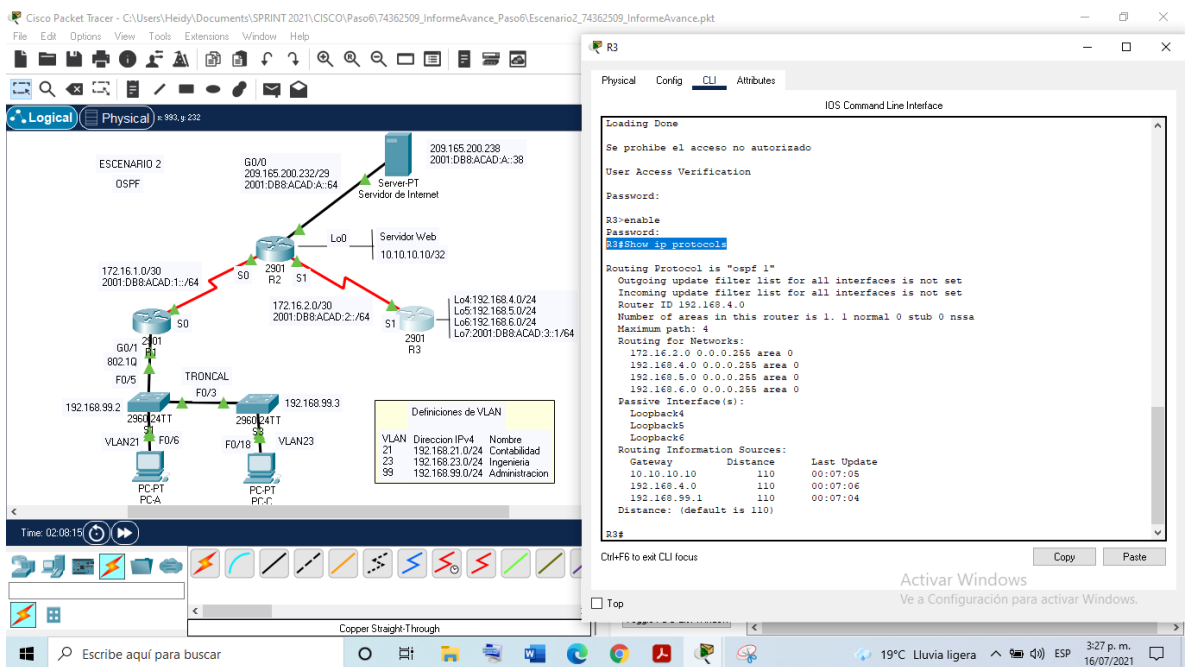 Cisco Packet Tracer - C:\Users\Heidy\Documents\SPRINT 2021\CISCO\Paso6\74362509_InformeAvance_Paso6\Escenario2_74362509_InformeAvance.pkt
File Edit Options View Tools Extensions Window Help
Logical
Physical
x: 993, y: 232
ESCENARIO 2
OSPF
G0/0
209.165.200.232/29
2001:DB8:ACAD:A::64
209.165.200.238
2001:DB8:ACAD:A::38
Server-PT
Servidor de Internet
Lo0
Servidor Web
10.10.10.10/32
2901
R2
S0
S1
172.16.1.0/30
2001:DB8:ACAD:1::/64
172.16.2.0/30
2001:DB8:ACAD:2::/64
Lo4:192.168.4.0/24
Lo5:192.168.5.0/24
Lo6:192.168.6.0/24
Lo7:2001:DB8:ACAD:3::1/64
S1
2901
R3
S0
2901
R1
G0/1
802.1Q
F0/5
TRONCAL
F0/3
192.168.99.2
2960 24TT
S1
2960 24TT
S3
192.168.99.3
VLAN21
F0/6
F0/18
VLAN23
PC-PT
PC-A
PC-PT
PC-C
Definiciones de VLAN
VLAN Direccion IPv4 Nombre
21 192.168.21.0/24 Contabilidad
23 192.168.23.0/24 Ingenieria
99 192.168.99.0/24 Administracion
Time: 02:08:15
Copper Straight-Through
R3
Physical Config CLI Attributes
IOS Command Line Interface
Loading Done
Se prohibe el acceso no autorizado
User Access Verification
Password:
R3>enable
Password:
R3#Show ip protocols
Routing Protocol is "ospf 1"
Outgoing update filter list for all interfaces is not set
Incoming update filter list for all interfaces is not set
Router ID 192.168.4.0
Number of areas in this router is 1. 1 normal 0 stub 0 nssa
Maximum path: 4
Routing for Networks:
172.16.2.0 0.0.0.255 area 0
192.168.4.0 0.0.0.255 area 0
192.168.5.0 0.0.0.255 area 0
192.168.6.0 0.0.0.255 area 0
Passive Interface(s):
Loopback4
Loopback5
Loopback6
Routing Information Sources:
Gateway Distance Last Update
10.10.10.10 110 00:07:05
192.168.4.0 110 00:07:06
192.168.99.1 110 00:07:04
Distance: (default is 110)
R3#
Ctrl+F6 to exit CLI focus
Copy
Paste
Top
Activar Windows
Ve a Configuración para activar Windows.
Escribe aquí para buscar
19°C Lluvia ligera
ESP
3:27 p. m.
16/07/2021